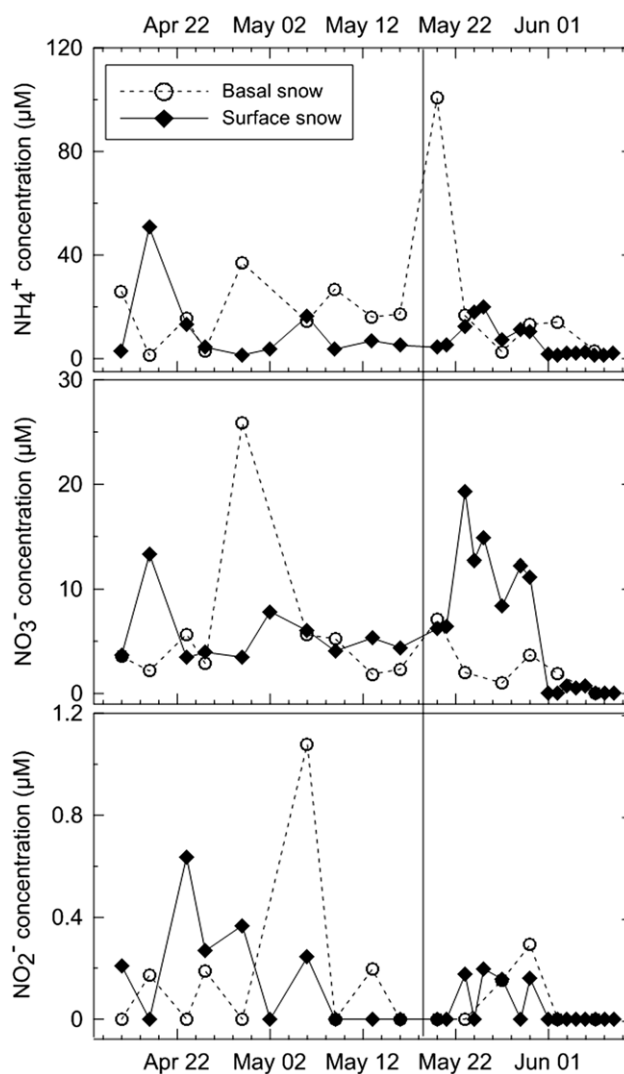 Apr 22 May 02 May 12 May 22 Jun 01
120
80
40
0
NH₄⁺ concentration (µM)
Basal snow
Surface snow
30
20
10
0
NO₃⁻ concentration (µM)
1.2
0.8
0.4
0
NO₂⁻ concentration (µM)
Apr 22 May 02 May 12 May 22 Jun 01